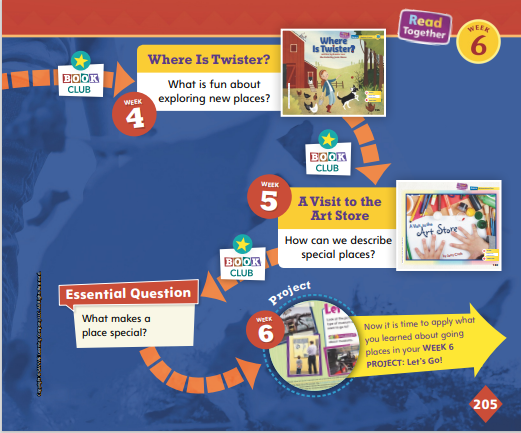 Read
Together
WEEK
6
BOOK
CLUB
Where Is Twister?
What is fun about
exploring new places?
WEEK
4
Where
Is Twister?
BOOK
CLUB
WEEK
5
A Visit to the
Art Store
How can we describe
special places?
A Visit to the
Art Store
BOOK
CLUB
Essential Question
What makes a
place special?
Project
WEEK
6
Let
Now it is time to apply what
you learned about going
places in your WEEK 6
PROJECT: Let's Go!
205